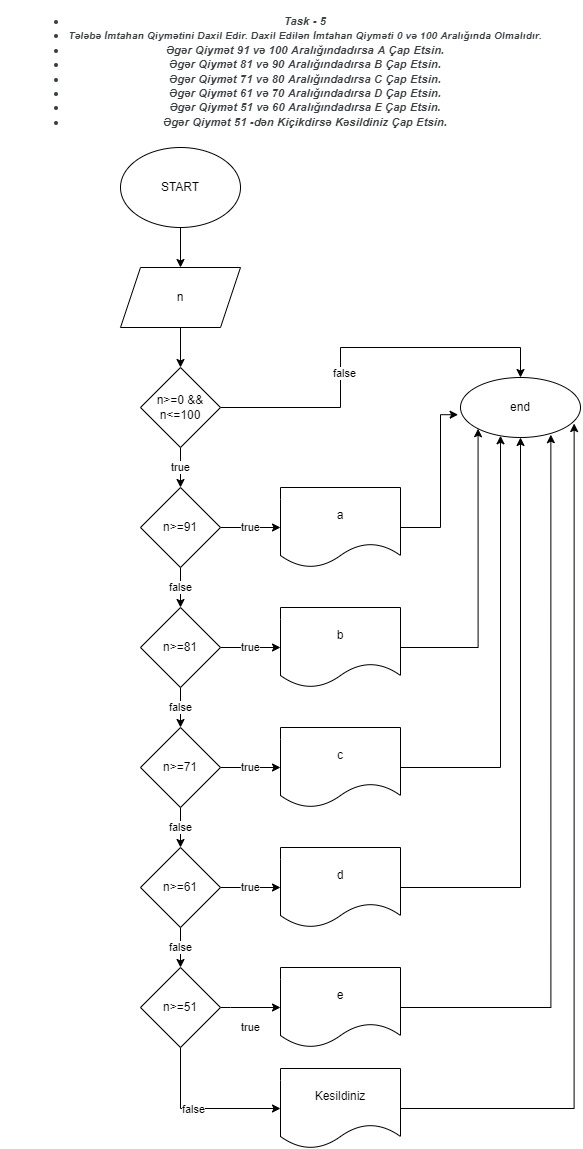 Task - 5
Tələbə İmtahan Qiymətini Daxil Edir. Daxil Edilən İmtahan Qiyməti 0 və 100 Aralığında Olmalıdır.
Əgər Qiymət 91 və 100 Aralığındadırsa A Çap Etsin.
Əgər Qiymət 81 və 90 Aralığındadırsa B Çap Etsin.
Əgər Qiymət 71 və 80 Aralığındadırsa C Çap Etsin.
Əgər Qiymət 61 və 70 Aralığındadırsa D Çap Etsin.
Əgər Qiymət 51 və 60 Aralığındadırsa E Çap Etsin.
Əgər Qiymət 51 -dən Kiçikdirsə Kəsildiniz Çap Etsin.
START
n
n>=0 &&
n<=100
false
end
true
n>=91
true
a
false
n>=81
true
b
false
n>=71
true
c
false
n>=61
true
d
false
n>=51
true
e
false
Kesildiniz